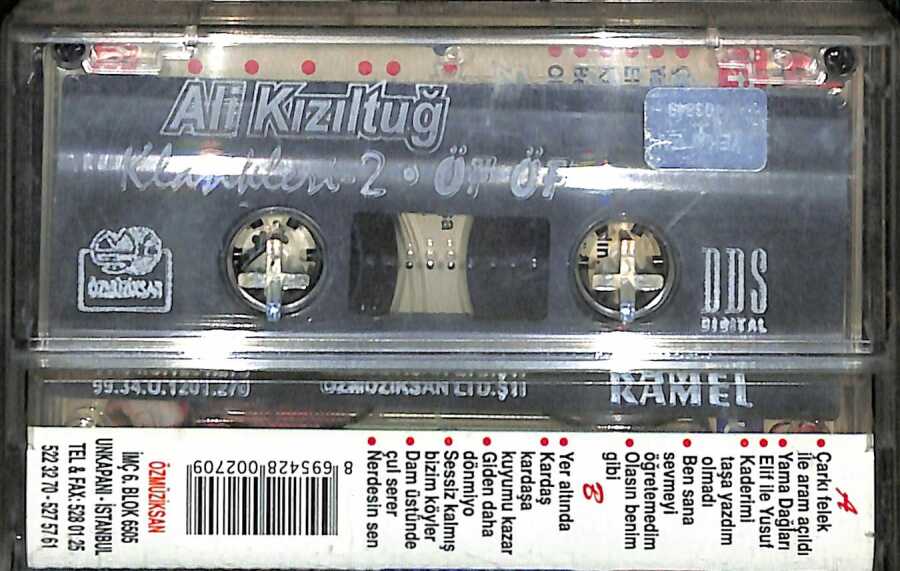 Ali Kızıltuğ
Klasikleri-2 • ÖF ÖF
ÖZMÜZİKSAN
DDS
DIGITAL
99.34.Ü.1201.270
ÖZMÜZİKSAN LTD.ŞTİ
RAMEL
A
• Çarkı felek
ile aram açıldı
• Yama Dağları
• Elif ile Yusuf
• Kaderimi
taşa yazdım
olmadı
• Ben sana
sevmeyi
öğretemedim
• Olasın benim
gibi
B
• Yer altında
• Kardaş
kardaşa
kuyumu kazar
• Giden daha
dönmiyo
• Sessiz kalmış
bizim köyler
• Dam üstünde
çul serer
• Nerdesin sen
8 695428 002709
ÖZMÜZİKSAN
İMÇ 6. BLOK 6505
UNKAPANI - İSTANBUL
TEL & FAX: 528 01 25
522 32 70 - 527 57 61